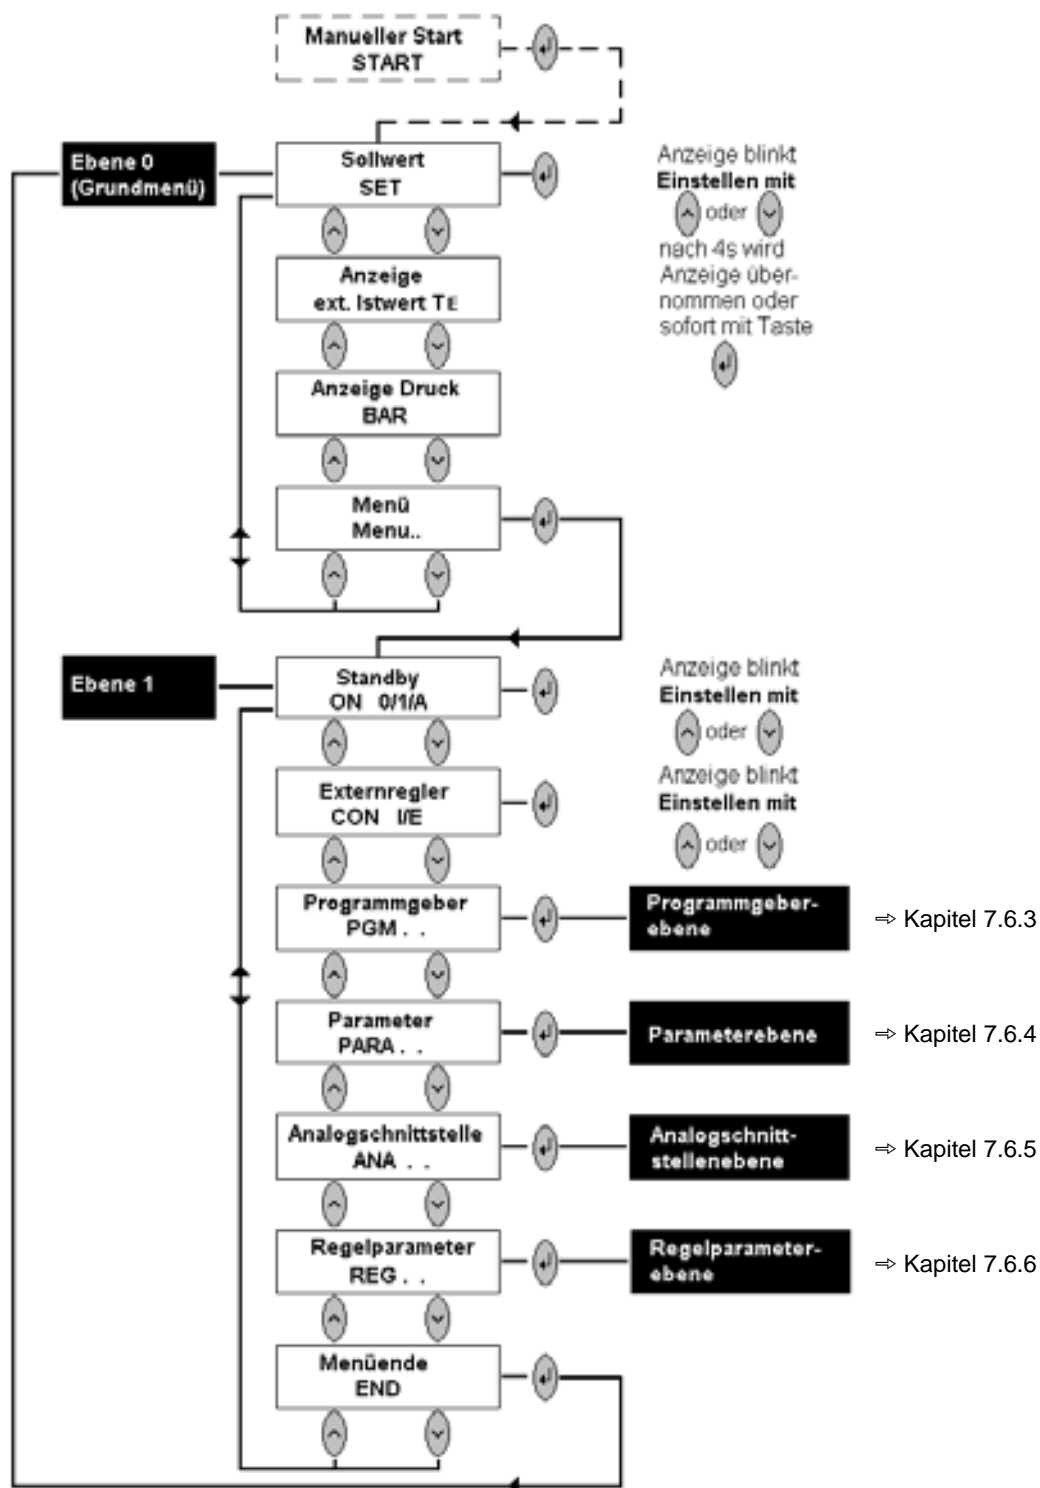 Manueller Start
START
Ebene 0
(Grundmenü)
Sollwert
SET
Anzeige blinkt
Einstellen mit
oder
nach 4s wird
Anzeige über-
nommen oder
sofort mit Taste
Anzeige
ext. Istwert TE
Anzeige Druck
BAR
Menü
Menu..
Ebene 1
Standby
ON 0/1/A
Anzeige blinkt
Einstellen mit
oder
Externregler
CON I/E
Anzeige blinkt
Einstellen mit
oder
Programmgeber
PGM . .
Programmgeber-
ebene
⇨ Kapitel 7.6.3
Parameter
PARA . .
Parameterebene
⇨ Kapitel 7.6.4
Analogschnittstelle
ANA . .
Analogschnitt-
stellenebene
⇨ Kapitel 7.6.5
Regelparameter
REG . .
Regelparameter-
ebene
⇨ Kapitel 7.6.6
Menüende
END